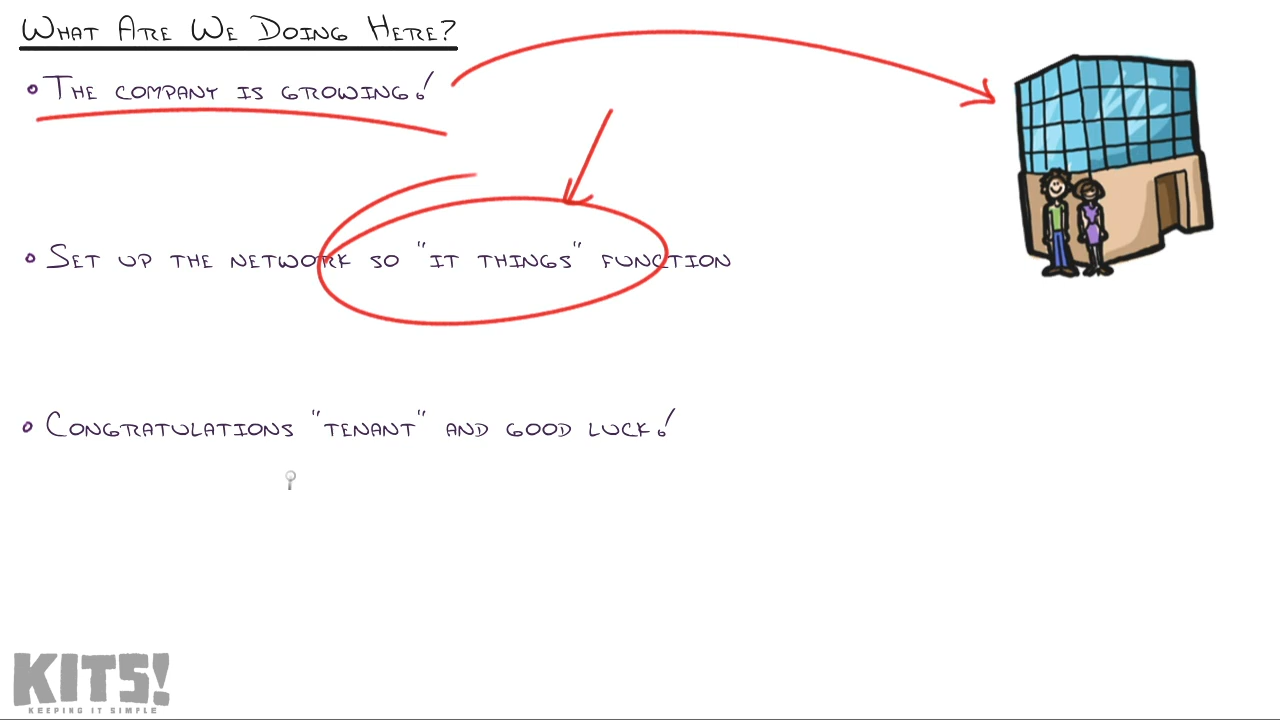 What Are We Doing Here?
• The company is growing!
• Set up the network so "it things" function
• Congratulations "tenant" and good luck!
KITS!
KEEPING IT SIMPLE